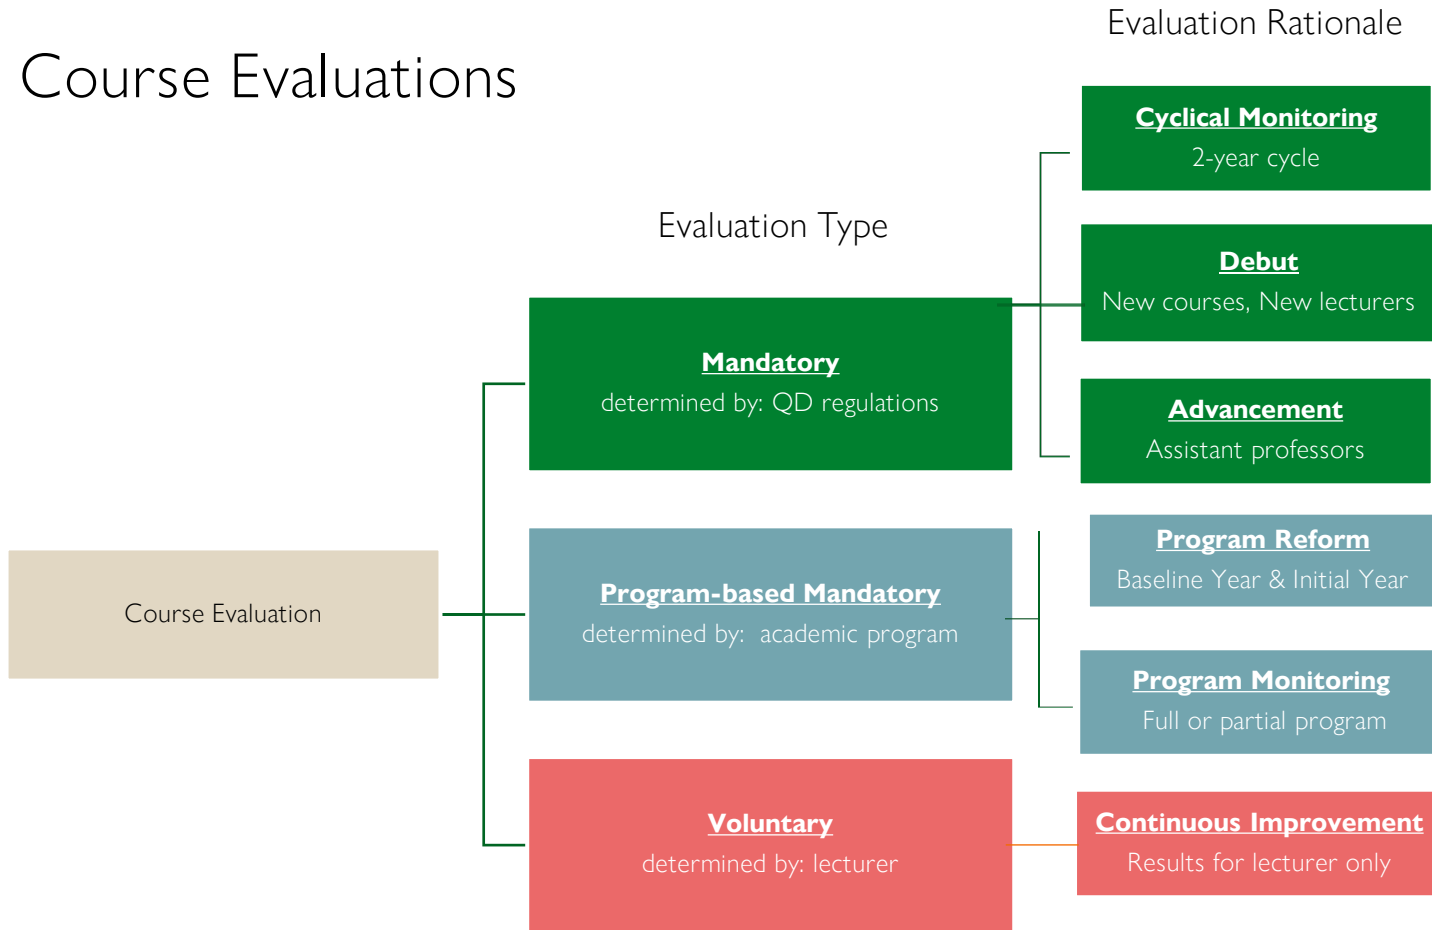 Evaluation Rationale
Course Evaluations
Cyclical Monitoring
2-year cycle
Evaluation Type
Debut
New courses, New lecturers
Mandatory
determined by: QD regulations
Advancement
Assistant professors
Program Reform
Baseline Year & Initial Year
Course Evaluation
Program-based Mandatory
determined by: academic program
Program Monitoring
Full or partial program
Voluntary
determined by: lecturer
Continuous Improvement
Results for lecturer only